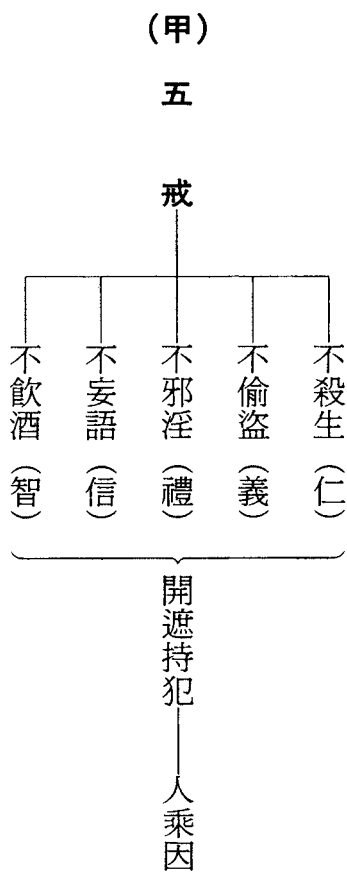 （甲）五戒
不殺生（仁）
不偷盜（義）
不邪淫（禮）
不妄語（信）
不飲酒（智）
開遮持犯
人乘因